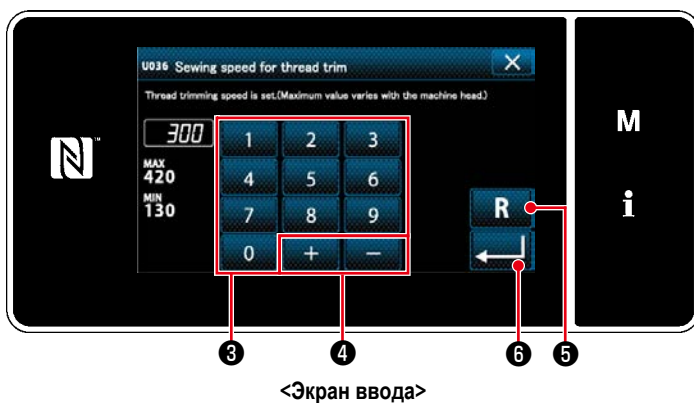 U036 Sewing speed for thread trim
Thread trimming speed is set.(Maximum value varies with the machine head.)
300
MAX
420
MIN
130
1 2 3
4 5 6
7 8 9
0 + −
R
N™
M
i
❸ ❹ ❻ ❺
<Экран ввода>